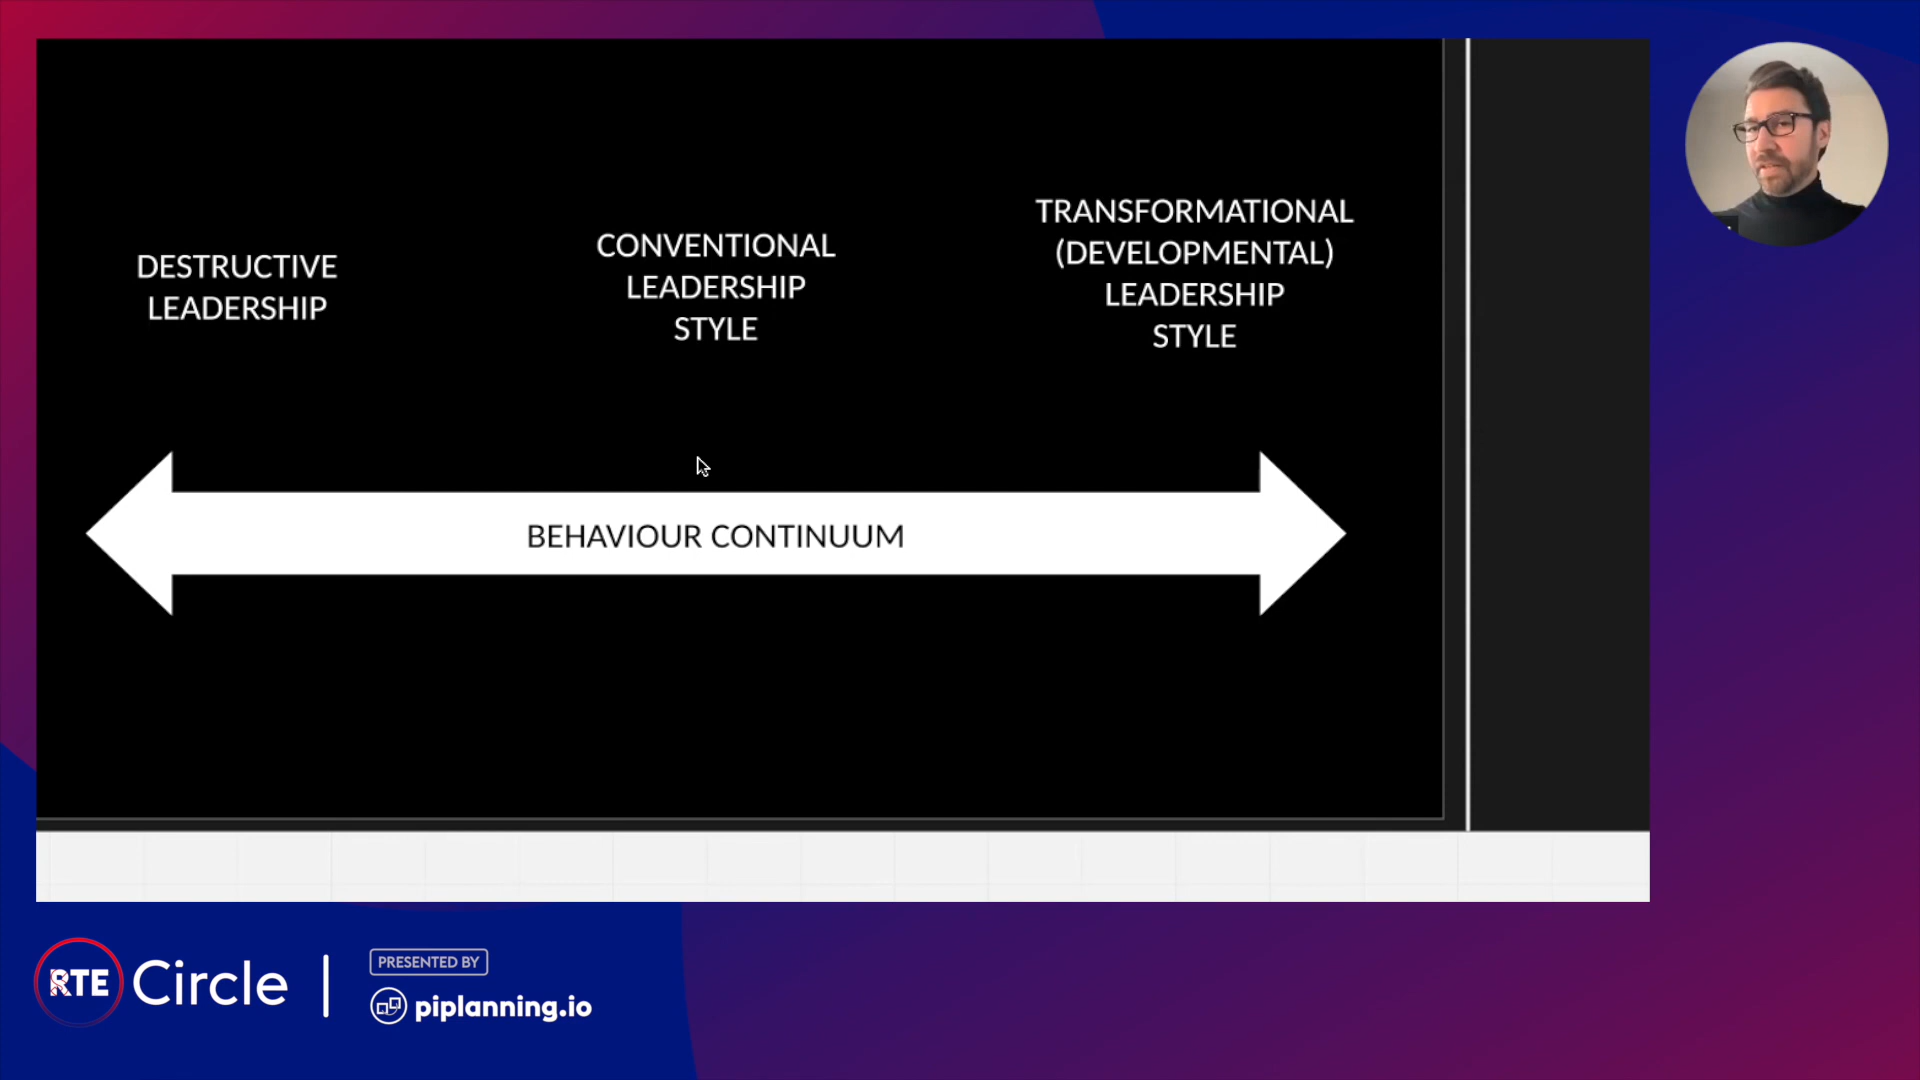 DESTRUCTIVE
LEADERSHIP
CONVENTIONAL
LEADERSHIP
STYLE
TRANSFORMATIONAL
(DEVELOPMENTAL)
LEADERSHIP
STYLE
BEHAVIOUR CONTINUUM
RTE Circle
PRESENTED BY
piplanning.io